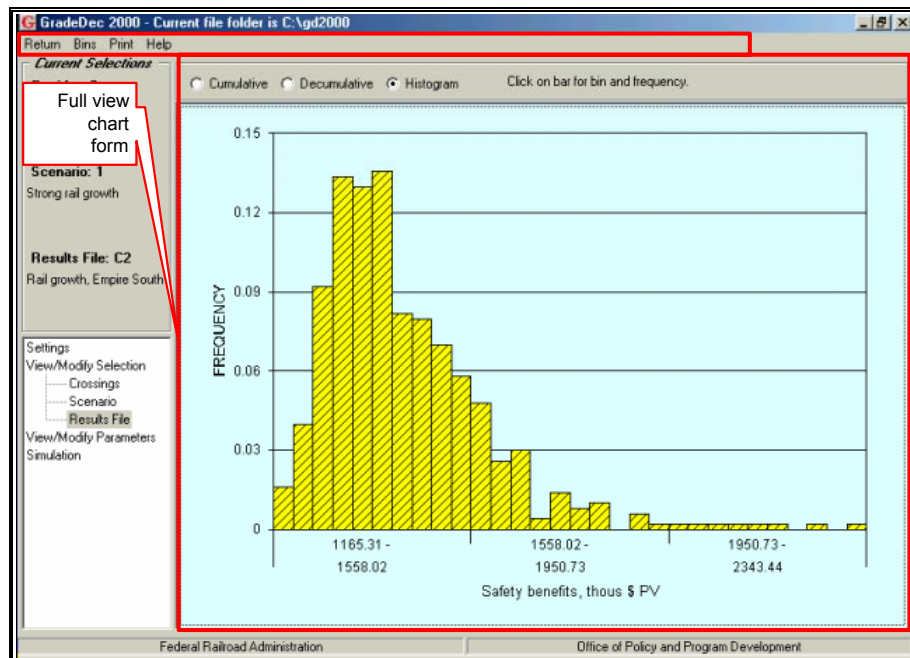 GradeDec 2000 - Current file folder is C:\gd2000
Return Bins Print Help
Current Selections
Full view
chart
form
Scenario: 1
Strong rail growth
Results File: C2
Rail growth, Empire South
Settings
View/Modify Selection
Crossings
Scenario
Results File
View/Modify Parameters
Simulation
Cumulative Decumulative Histogram Click on bar for bin and frequency.
FREQUENCY
0.15
0.12
0.09
0.06
0.03
0
1165.31 - 1558.02 - 1950.73 -
1558.02 1950.73 2343.44
Safety benefits, thous $ PV
Federal Railroad Administration Office of Policy and Program Development